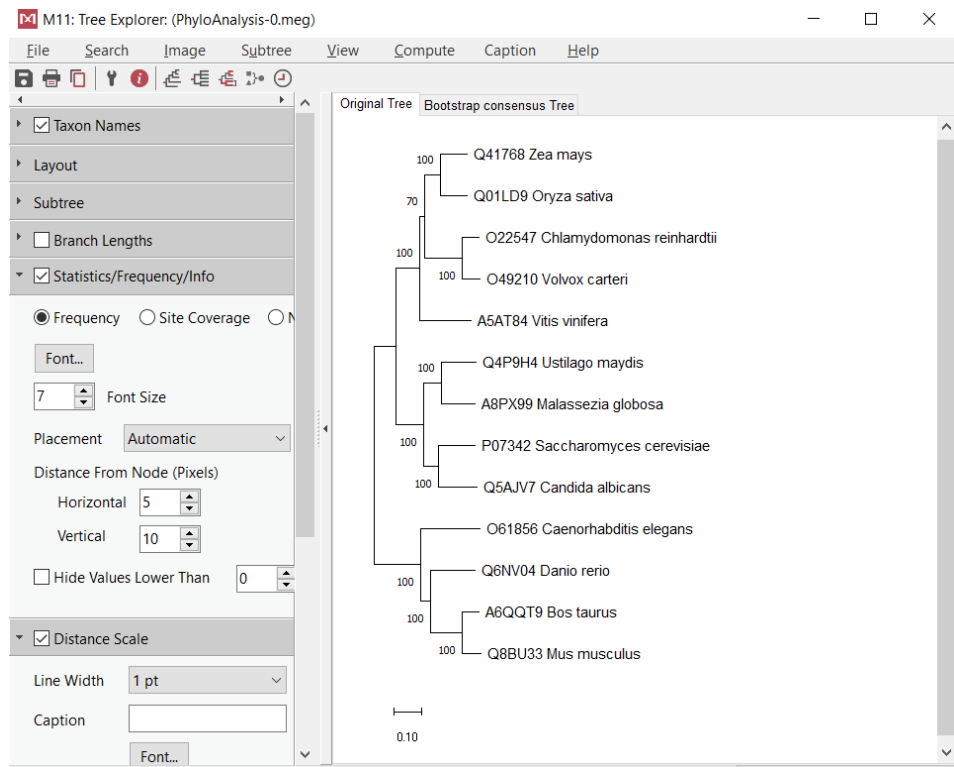 M11: Tree Explorer: (PhyloAnalysis-0.meg)
File Search Image Subtree View Compute Caption Help
Taxon Names
Layout
Subtree
Branch Lengths
Statistics/Frequency/Info
Frequency Site Coverage N
Font...
7 Font Size
Placement Automatic
Distance From Node (Pixels)
Horizontal 5
Vertical 10
Hide Values Lower Than 0
Distance Scale
Line Width 1 pt
Caption
Font...
Original Tree Bootstrap consensus Tree
100 Q41768 Zea mays
70 Q01LD9 Oryza sativa
O22547 Chlamydomonas reinhardtii
100
100 O49210 Volvox carteri
A5AT84 Vitis vinifera
100 Q4P9H4 Ustilago maydis
A8PX99 Malassezia globosa
100 P07342 Saccharomyces cerevisiae
100 Q5AJV7 Candida albicans
O61856 Caenorhabditis elegans
Q6NV04 Danio rerio
100
100 A6QQT9 Bos taurus
100 Q8BU33 Mus musculus
0.10